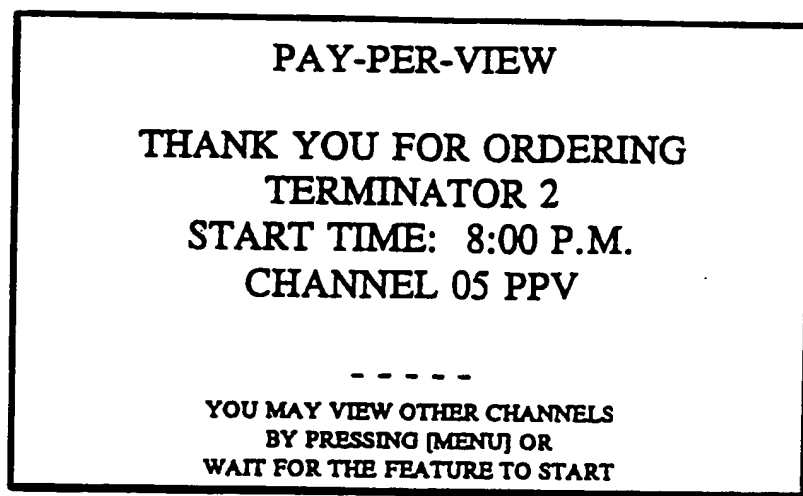 PAY-PER-VIEW
THANK YOU FOR ORDERING
TERMINATOR 2
START TIME: 8:00 P.M.
CHANNEL 05 PPV
- - - - -
YOU MAY VIEW OTHER CHANNELS
BY PRESSING [MENU] OR
WAIT FOR THE FEATURE TO START